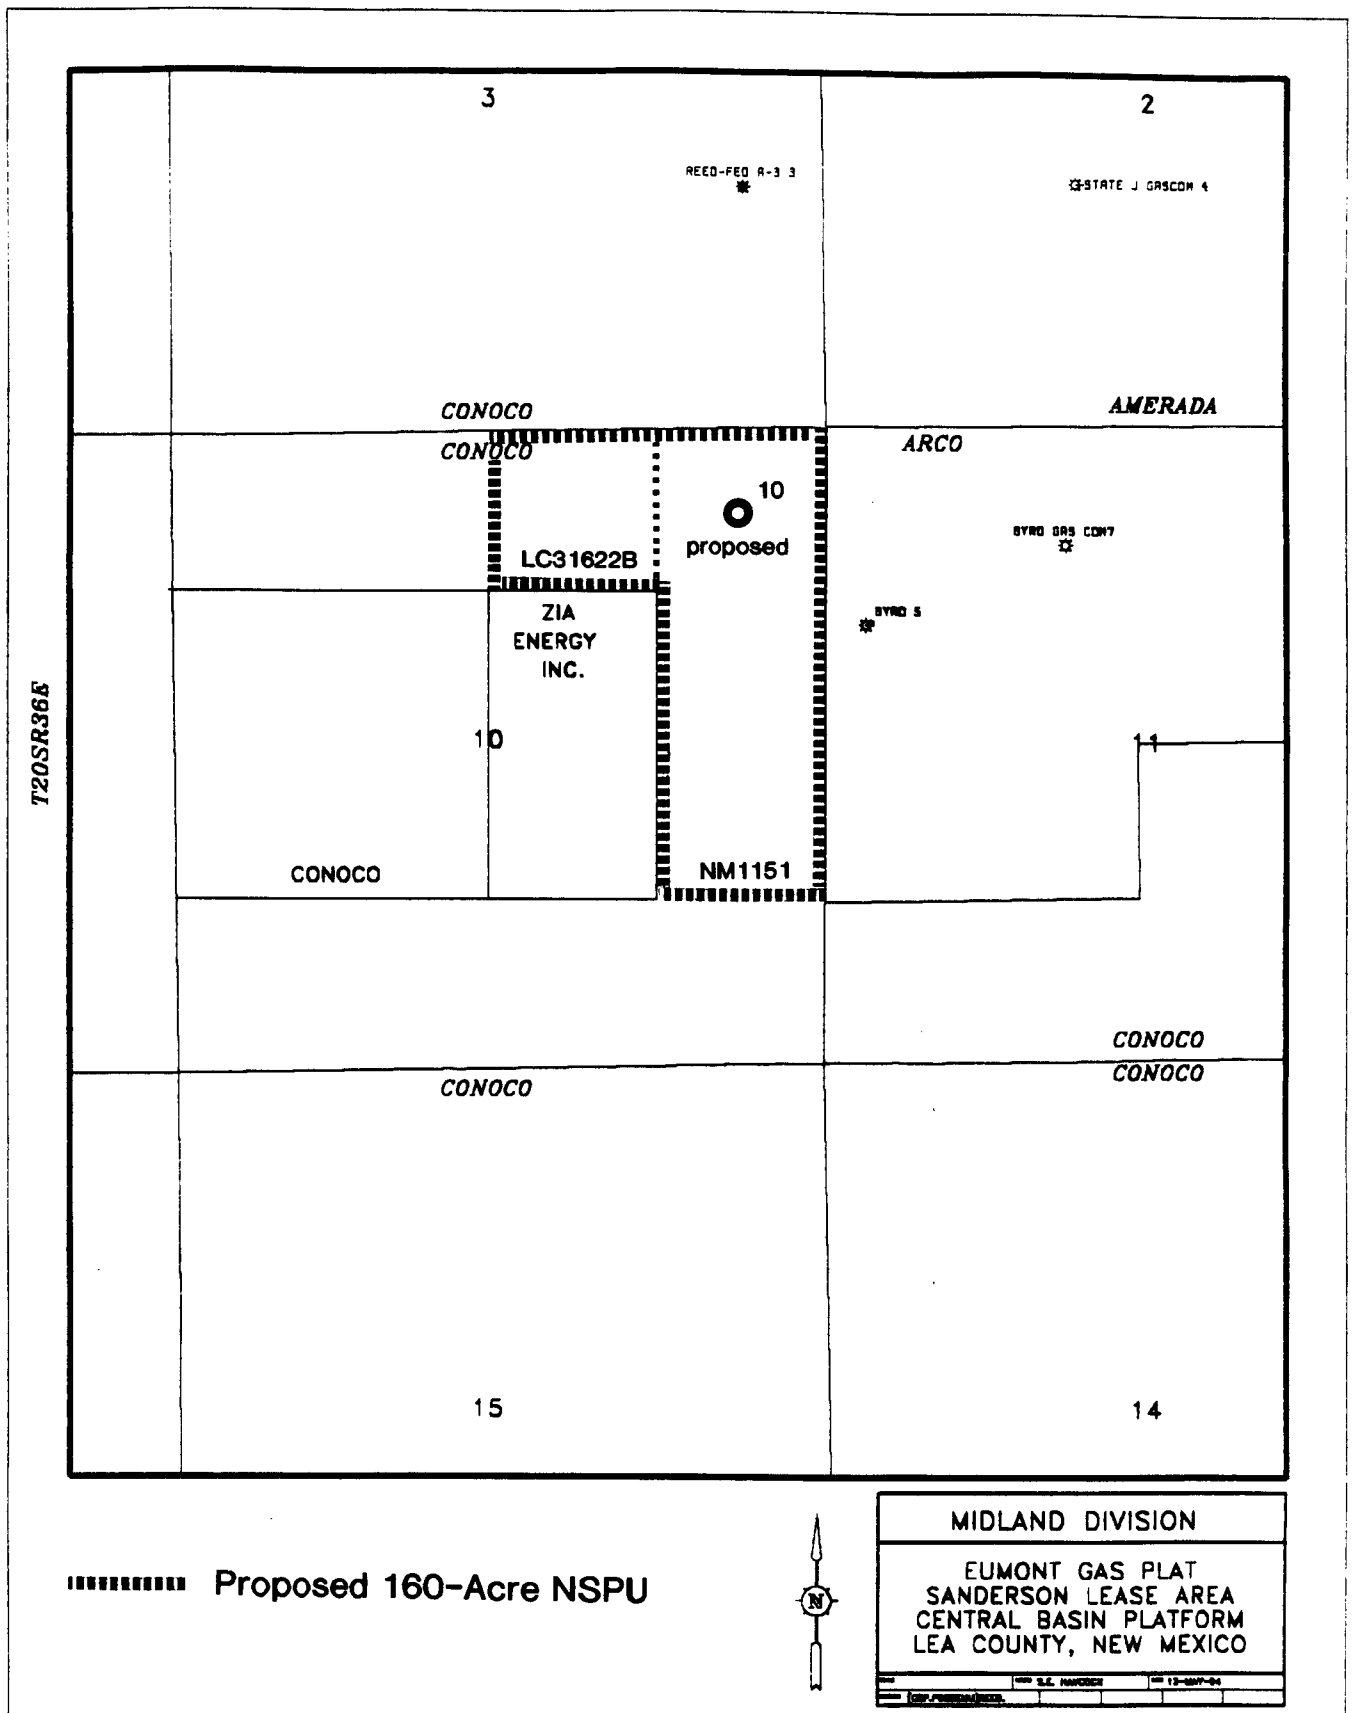 3
2
REED-FED A-3 3
STATE J GASCOM 4
CONOCO
AMERADA
CONOCO
ARCO
10
proposed
BYRD GAS COM7
LC31622B
ZIA
ENERGY
INC.
BYRD 5
T20SR36E
10
11
CONOCO
NM1151
CONOCO
CONOCO
CONOCO
15
14
Proposed 160-Acre NSPU
N
MIDLAND DIVISION
EUMONT GAS PLAT
SANDERSON LEASE AREA
CENTRAL BASIN PLATFORM
LEA COUNTY, NEW MEXICO
S.E. HANCOCK